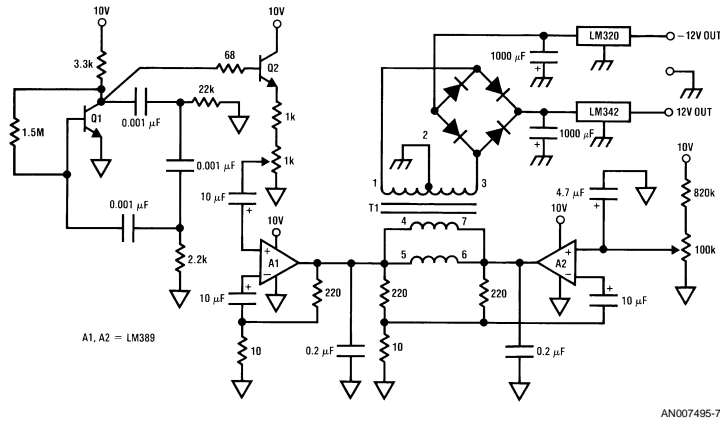 10V
10V
LM320
−12V OUT
3.3k
68
Q2
1000 μF
+
Q1
22k
LM342
12V OUT
0.001 μF
1.5M
1k
2
+
1000 μF
0.001 μF
1k
1
3
10V
10 μF
T1
4.7 μF
820k
0.001 μF
+
10V
4
7
10V
+
2.2k
+
A1
−
5
6
A2
+
−
100k
10 μF
+
220
220
220
+
10 μF
A1, A2 = LM389
10
0.2 μF
10
0.2 μF
AN007495-7